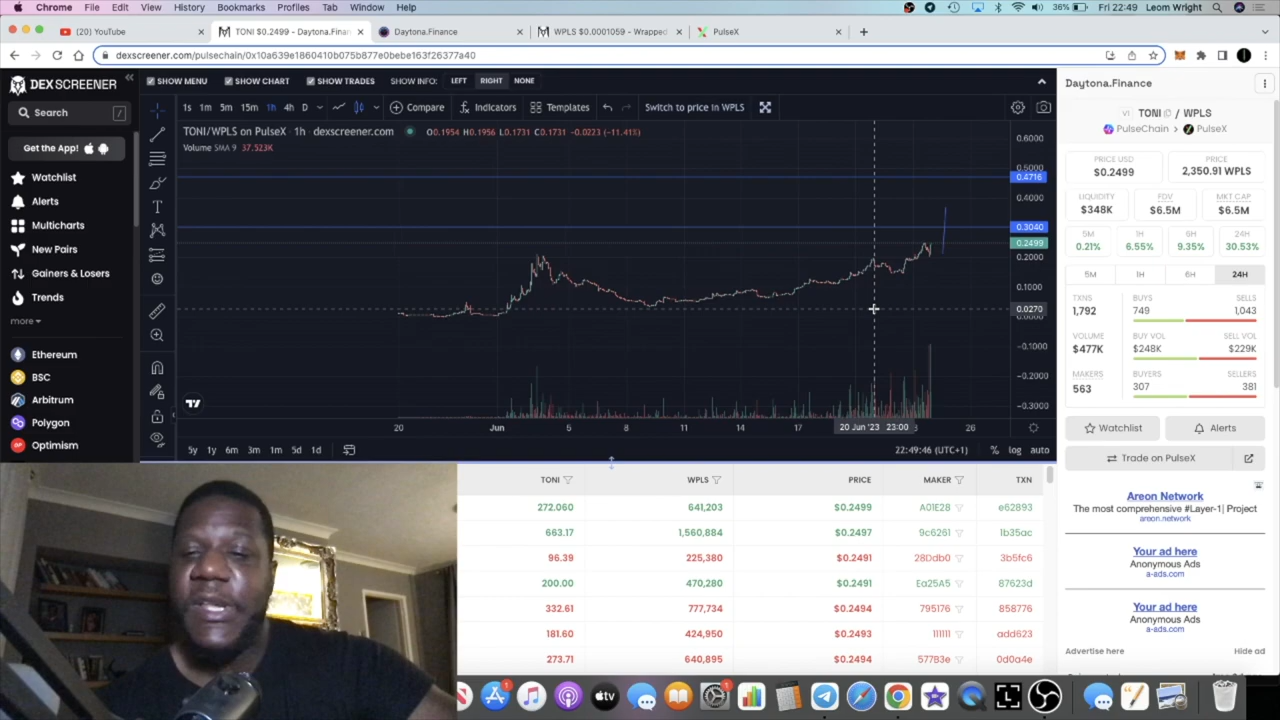 Chrome File Edit View History Bookmarks Profiles Tab Window Help 36% Fri 22:49 Leom Wright
(20) YouTube TONI $0.2499 - Daytona.Finan Daytona.Finance WPLS $0.0001059 - Wrapped PulseX
dexscreener.com/pulsechain/0x10a639e1860410b075b877e0bebe163f26377a40
DEXSCREENER
Search /
Get the App!
Watchlist
Alerts
Multicharts
New Pairs
Gainers & Losers
Trends
more
Ethereum
BSC
Arbitrum
Polygon
Optimism
SHOW MENU SHOW CHART SHOW TRADES SHOW INFO: LEFT RIGHT NONE
1s 1m 5m 15m 1h 4h D Compare Indicators Templates Switch to price in WPLS
TONI/WPLS on PulseX · 1h · dexscreener.com O0.1954 H0.1956 L0.1731 C0.1731 -0.0223 (-11.41%)
Volume SMA 9 37.523K
0.6000
0.5000
0.4716
0.4000
0.3040
0.2499
0.2000
0.1000
0.0270
0.0000
-0.1000
-0.2000
-0.3000
20 Jun 5 8 11 14 17 20 Jun '23 23:00 26
5y 1y 6m 3m 1m 5d 1d 22:49:46 (UTC+1) % log auto
TONI WPLS PRICE MAKER TXN
272.060 641,203 $0.2499 A01E28 e62893
663.17 1,560,884 $0.2497 9c6261 1b35ac
96.39 225,380 $0.2491 28Ddb0 3b5fc6
200.00 470,280 $0.2491 Ea25A5 87623d
332.61 777,734 $0.2494 795176 858776
181.60 424,950 $0.2493 111111 add623
273.71 640,895 $0.2494 577B3e 0d0a4e
Daytona.Finance
V1 TONI / WPLS
PulseChain > PulseX
PRICE USD PRICE
$0.2499 2,350.91 WPLS
LIQUIDITY FDV MKT CAP
$348K $6.5M $6.5M
5M 1H 6H 24H
0.21% 6.55% 9.35% 30.53%
5M 1H 6H 24H
TXNS BUYS SELLS
1,792 749 1,043
VOLUME BUY VOL SELL VOL
$477K $248K $229K
MAKERS BUYERS SELLERS
563 307 381
Watchlist Alerts
Trade on PulseX
Areon Network
The most comprehensive #Layer-1| Project
areon.network
Your ad here
Anonymous Ads
a-ads.com
Your ad here
Anonymous Ads
a-ads.com
Advertise here Hide ad
tv